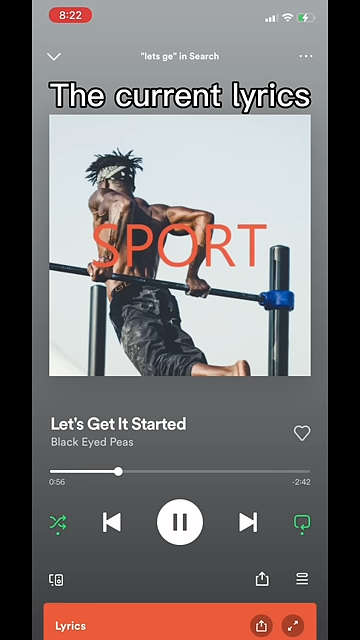 8:22
"lets ge" in Search
The current lyrics
SPORT
Let's Get It Started
Black Eyed Peas
0:56
-2:42
Lyrics